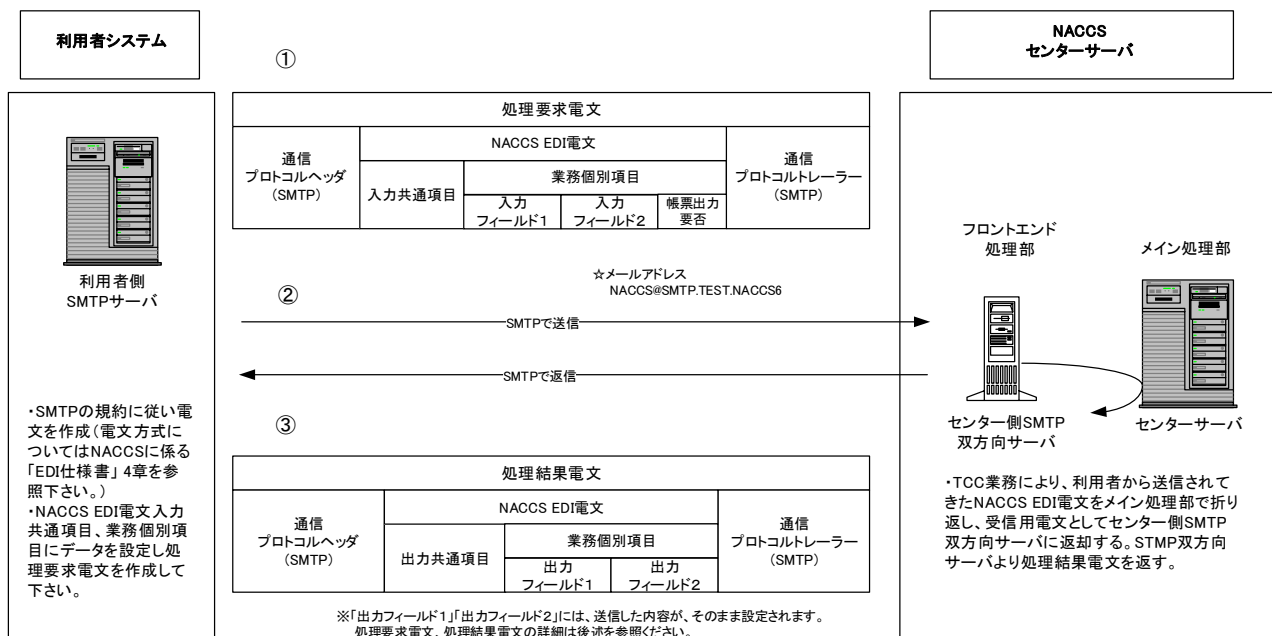 利用者システム
NACCS
センターサーバ
①
処理要求電文
通信
プロトコルヘッダ
(SMTP)
NACCS EDI電文
入力共通項目
業務個別項目
入力
フィールド1
入力
フィールド2
帳票出力
要否
通信
プロトコルトレーラー
(SMTP)
利用者側
SMTPサーバ
☆メールアドレス
NACCS@SMTP.TEST.NACCS6
②
SMTPで送信
SMTPで返信
フロントエンド
処理部
メイン処理部
センター側SMTP
双方向サーバ
センターサーバ
・SMTPの規約に従い電
文を作成(電文方式に
ついてはNACCSに係る
「EDI仕様書」 4章を参
照下さい。)
・NACCS EDI電文入力
共通項目、業務個別項
目にデータを設定し処
理要求電文を作成して
下さい。
③
処理結果電文
通信
プロトコルヘッダ
(SMTP)
NACCS EDI電文
出力共通項目
業務個別項目
出力
フィールド1
出力
フィールド2
通信
プロトコルトレーラー
(SMTP)
※「出力フィールド1」「出力フィールド2」には、送信した内容が、そのまま設定されます。
処理要求電文、処理結果電文の詳細は後述を参照ください。
・TCC業務により、利用者から送信されて
きたNACCS EDI電文をメイン処理部で折り
返し、受信用電文としてセンター側SMTP
双方向サーバに返却する。STMP双方向
サーバより処理結果電文を返す。